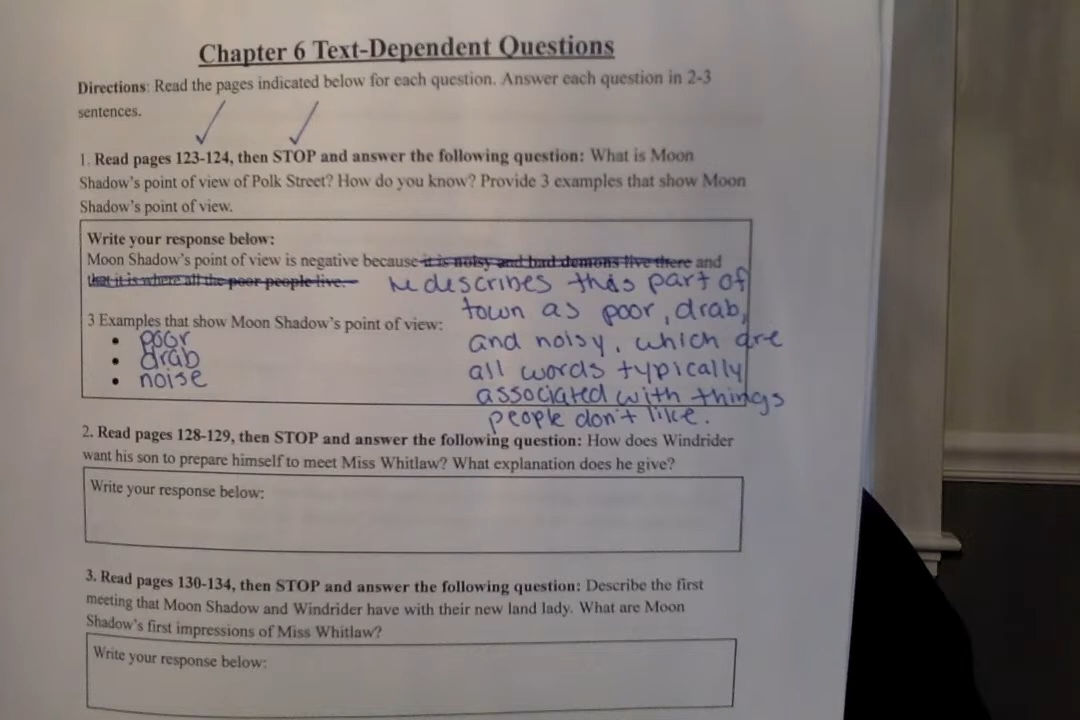 Chapter 6 Text-Dependent Questions
Directions: Read the pages indicated below for each question. Answer each question in 2-3
sentences.
1. Read pages 123-124, then STOP and answer the following question: What is Moon
Shadow's point of view of Polk Street? How do you know? Provide 3 examples that show Moon
Shadow's point of view.
Write your response below:
Moon Shadow's point of view is negative because it is noisy and bad demons live there and
that it is where all the poor people live. he describes this part of
town as poor, drab,
and noisy, which are
all words typically
associated with things
people don't like.
3 Examples that show Moon Shadow's point of view:
• poor
• drab
• noise
2. Read pages 128-129, then STOP and answer the following question: How does Windrider
want his son to prepare himself to meet Miss Whitlaw? What explanation does he give?
Write your response below:
3. Read pages 130-134, then STOP and answer the following question: Describe the first
meeting that Moon Shadow and Windrider have with their new land lady. What are Moon
Shadow's first impressions of Miss Whitlaw?
Write your response below: